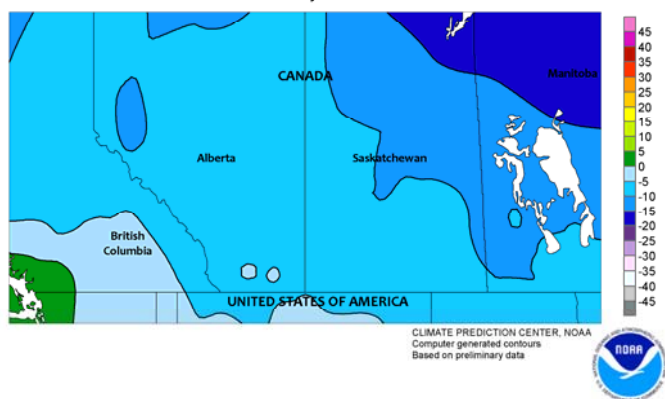 CANADA
Manitoba
Alberta
Saskatchewan
British
Columbia
UNITED STATES OF AMERICA
45
40
35
30
25
20
15
10
5
0
-5
-10
-15
-20
-25
-30
-35
-40
-45
CLIMATE PREDICTION CENTER, NOAA
Computer generated contours
Based on preliminary data
NOAA